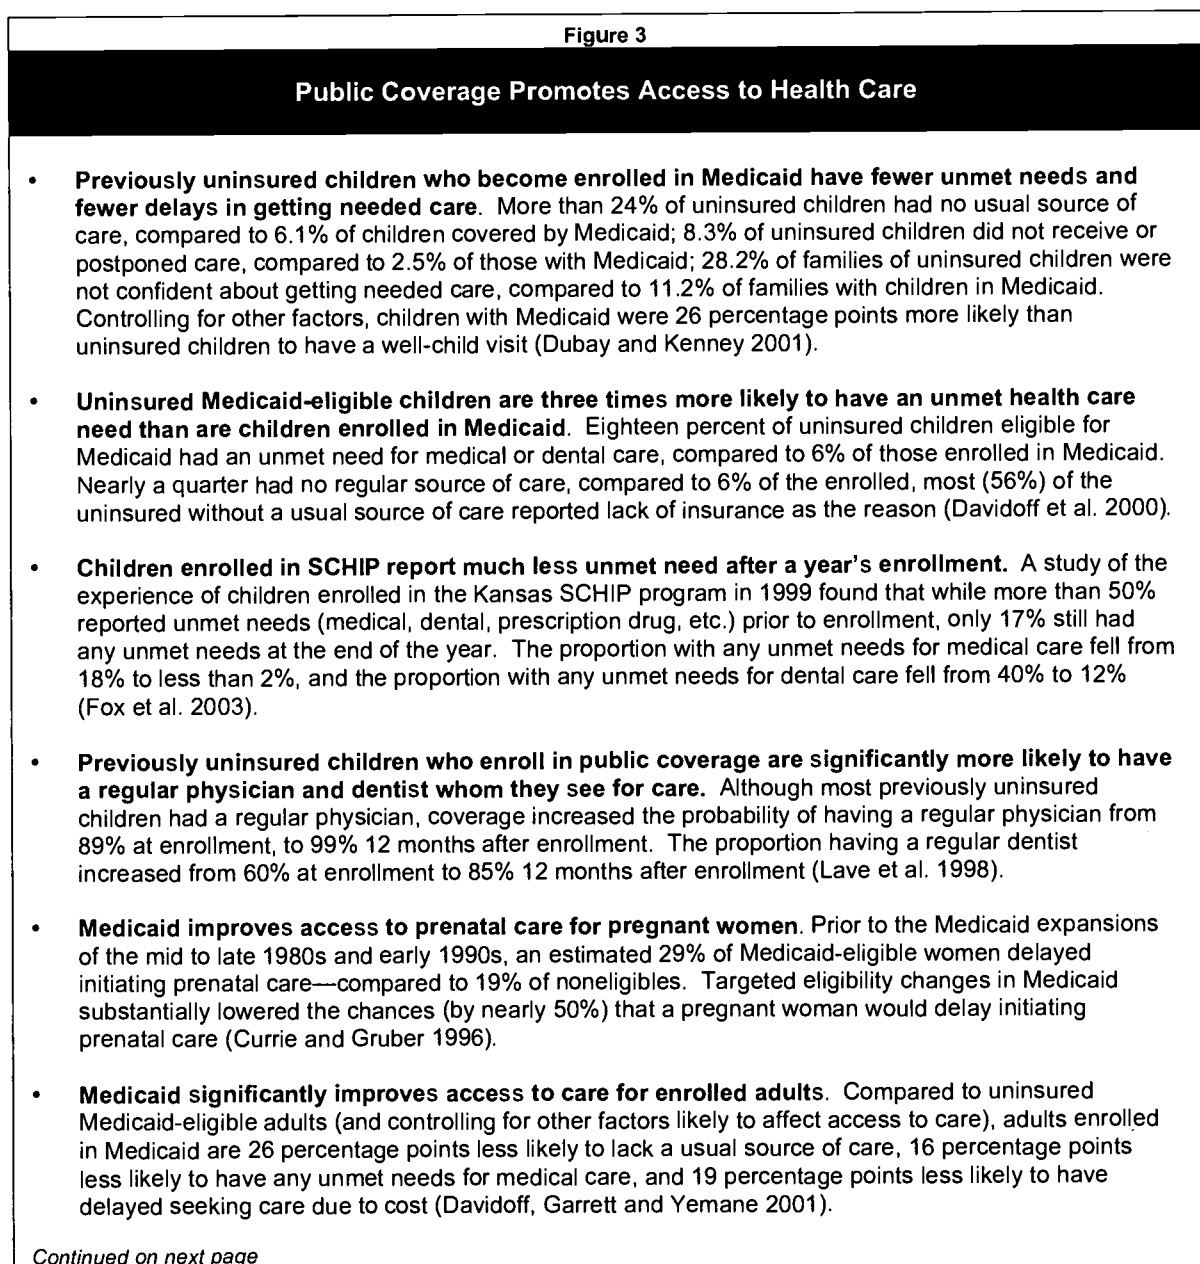 Figure 3
Public Coverage Promotes Access to Health Care
• Previously uninsured children who become enrolled in Medicaid have fewer unmet needs and
fewer delays in getting needed care. More than 24% of uninsured children had no usual source of
care, compared to 6.1% of children covered by Medicaid; 8.3% of uninsured children did not receive or
postponed care, compared to 2.5% of those with Medicaid; 28.2% of families of uninsured children were
not confident about getting needed care, compared to 11.2% of families with children in Medicaid.
Controlling for other factors, children with Medicaid were 26 percentage points more likely than
uninsured children to have a well-child visit (Dubay and Kenney 2001).
• Uninsured Medicaid-eligible children are three times more likely to have an unmet health care
need than are children enrolled in Medicaid. Eighteen percent of uninsured children eligible for
Medicaid had an unmet need for medical or dental care, compared to 6% of those enrolled in Medicaid.
Nearly a quarter had no regular source of care, compared to 6% of the enrolled, most (56%) of the
uninsured without a usual source of care reported lack of insurance as the reason (Davidoff et al. 2000).
• Children enrolled in SCHIP report much less unmet need after a year's enrollment. A study of the
experience of children enrolled in the Kansas SCHIP program in 1999 found that while more than 50%
reported unmet needs (medical, dental, prescription drug, etc.) prior to enrollment, only 17% still had
any unmet needs at the end of the year. The proportion with any unmet needs for medical care fell from
18% to less than 2%, and the proportion with any unmet needs for dental care fell from 40% to 12%
(Fox et al. 2003).
• Previously uninsured children who enroll in public coverage are significantly more likely to have
a regular physician and dentist whom they see for care. Although most previously uninsured
children had a regular physician, coverage increased the probability of having a regular physician from
89% at enrollment, to 99% 12 months after enrollment. The proportion having a regular dentist
increased from 60% at enrollment to 85% 12 months after enrollment (Lave et al. 1998).
• Medicaid improves access to prenatal care for pregnant women. Prior to the Medicaid expansions
of the mid to late 1980s and early 1990s, an estimated 29% of Medicaid-eligible women delayed
initiating prenatal care—compared to 19% of noneligibles. Targeted eligibility changes in Medicaid
substantially lowered the chances (by nearly 50%) that a pregnant woman would delay initiating
prenatal care (Currie and Gruber 1996).
• Medicaid significantly improves access to care for enrolled adults. Compared to uninsured
Medicaid-eligible adults (and controlling for other factors likely to affect access to care), adults enrolled
in Medicaid are 26 percentage points less likely to lack a usual source of care, 16 percentage points
less likely to have any unmet needs for medical care, and 19 percentage points less likely to have
delayed seeking care due to cost (Davidoff, Garrett and Yemane 2001).
Continued on next page